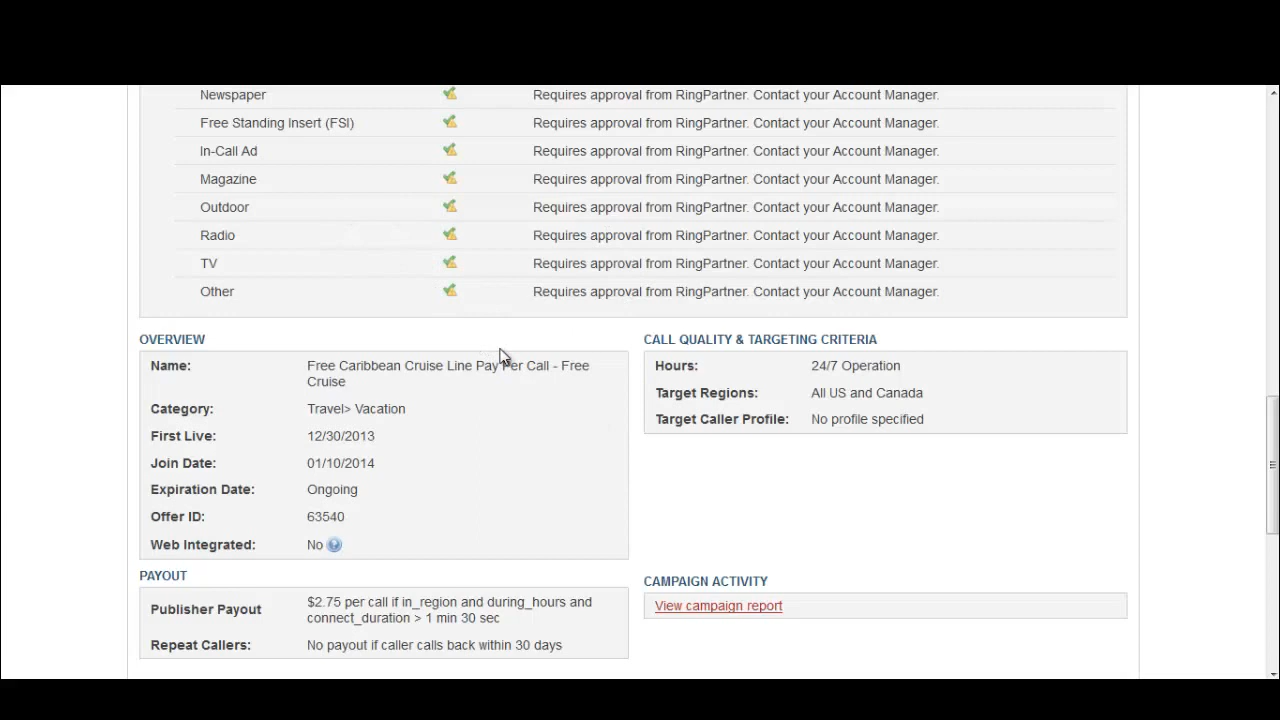 Newspaper Requires approval from RingPartner. Contact your Account Manager.
Free Standing Insert (FSI) Requires approval from RingPartner. Contact your Account Manager.
In-Call Ad Requires approval from RingPartner. Contact your Account Manager.
Magazine Requires approval from RingPartner. Contact your Account Manager.
Outdoor Requires approval from RingPartner. Contact your Account Manager.
Radio Requires approval from RingPartner. Contact your Account Manager.
TV Requires approval from RingPartner. Contact your Account Manager.
Other Requires approval from RingPartner. Contact your Account Manager.
OVERVIEW
Name: Free Caribbean Cruise Line Pay Per Call - Free
Cruise
Category: Travel> Vacation
First Live: 12/30/2013
Join Date: 01/10/2014
Expiration Date: Ongoing
Offer ID: 63540
Web Integrated: No
CALL QUALITY & TARGETING CRITERIA
Hours: 24/7 Operation
Target Regions: All US and Canada
Target Caller Profile: No profile specified
PAYOUT
Publisher Payout $2.75 per call if in_region and during_hours and
connect_duration > 1 min 30 sec
Repeat Callers: No payout if caller calls back within 30 days
CAMPAIGN ACTIVITY
View campaign report